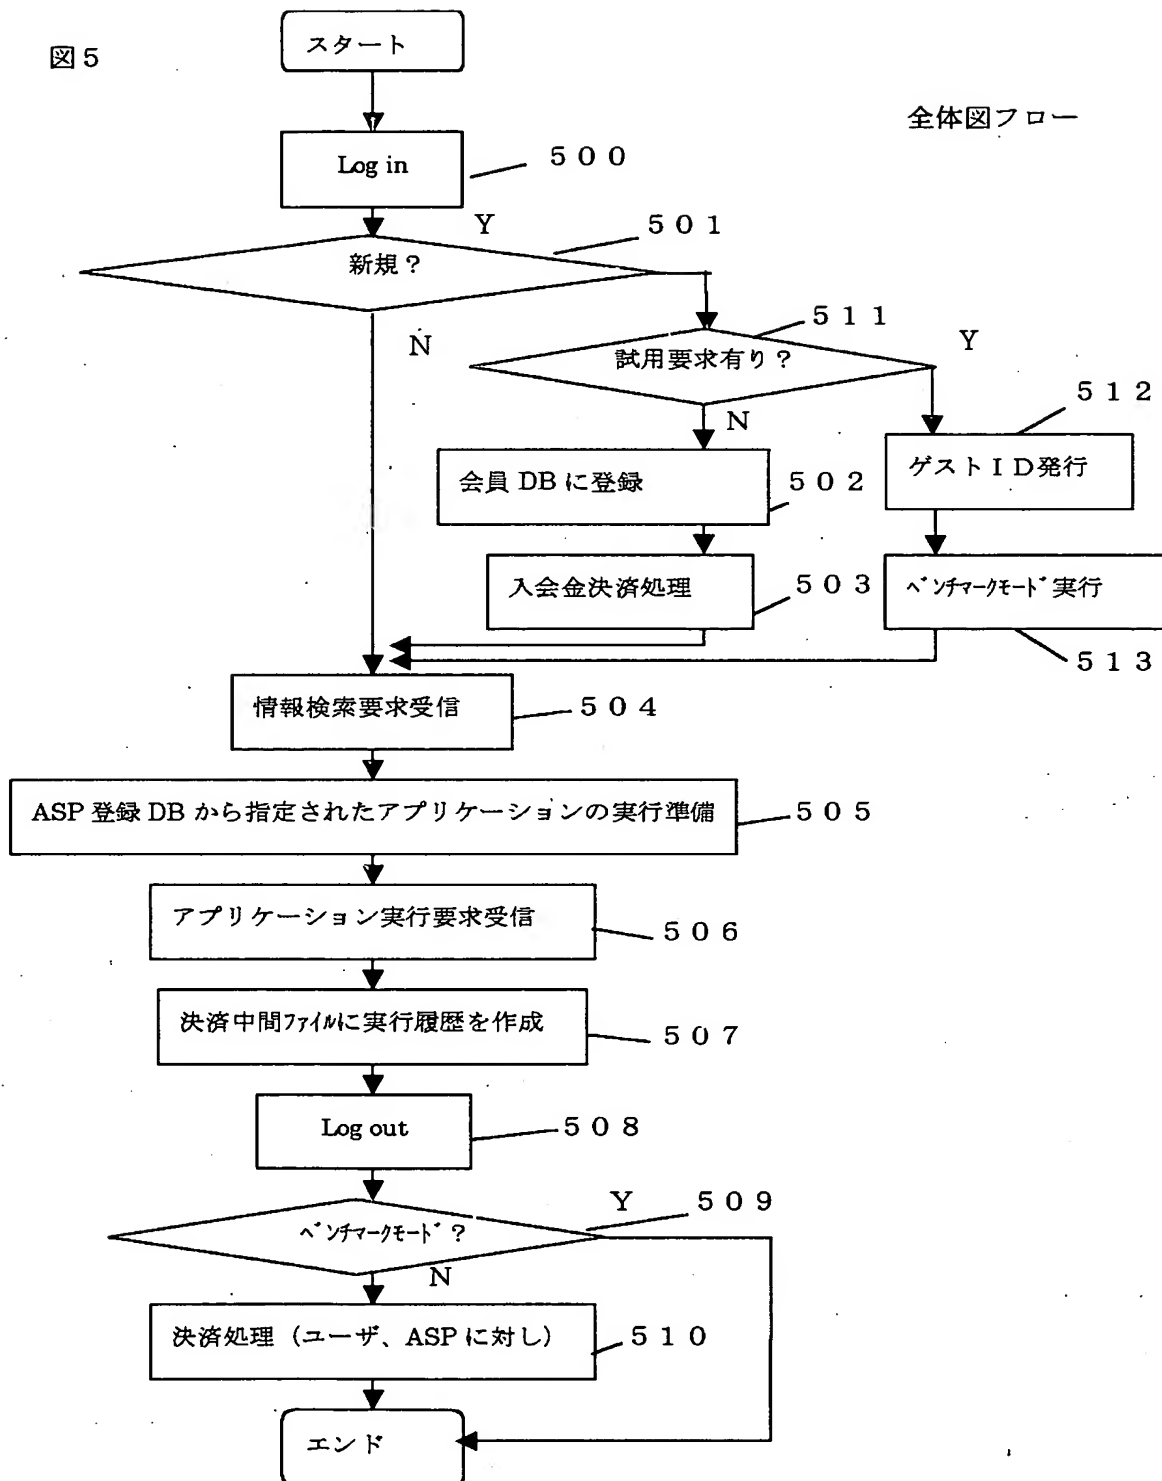 図5
スタート
全体図フロー
Log in
500
Y
501
新規？
N
511
試用要求有り？
Y
512
N
会員 DB に登録
502
ゲストＩＤ発行
入会金決済処理
503
ﾍﾞﾝﾁﾏｰｸﾓｰﾄﾞ実行
513
情報検索要求受信
504
ASP 登録 DB から指定されたアプリケーションの実行準備
505
アプリケーション実行要求受信
506
決済中間ﾌｧｲﾙに実行履歴を作成
507
Log out
508
Y
509
ﾍﾞﾝﾁﾏｰｸﾓｰﾄﾞ？
N
決済処理（ユーザ、ASP に対し）
510
エンド